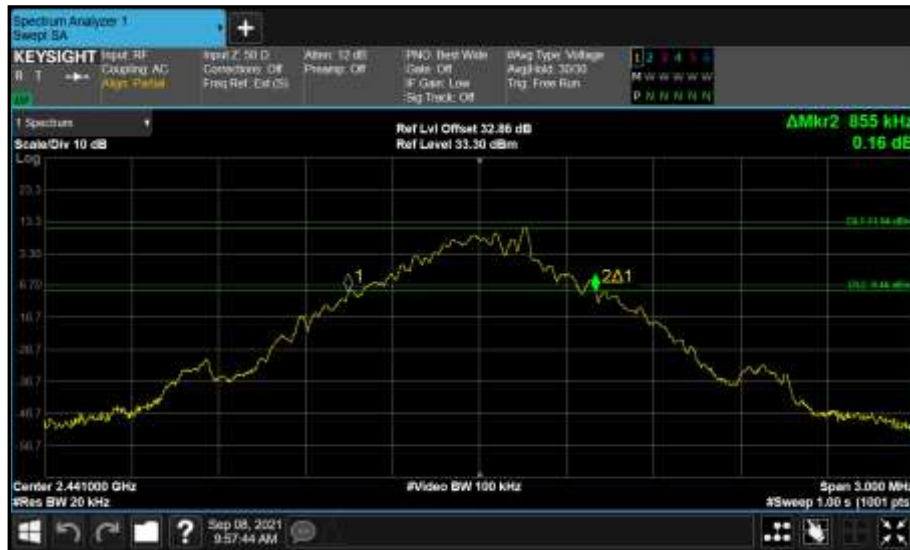 Spectrum Analyzer 1
Swept SA
+
KEYSIGHT Input: RF
R T Coupling: AC
Align: Partial
Input Z: 50 Ω
Corrections: Off
Freq Ref: Ext (S)
Atten: 12 dB
Preamp: Off
PNO: Best Wide
Gate: Off
IF Gain: Low
Sig Track: Off
#Avg Type: Voltage
Avg|Hold: 30/30
Trig: Free Run
1 2 3 4 5 6
M W W W W W
P N N N N N
1 Spectrum
Scale/Div 10 dB
Ref Lvl Offset 32.86 dB
Ref Level 33.30 dBm
ΔMkr2 855 kHz
0.16 dB
Log
23.3
13.3
3.30
-6.70
-16.7
-26.7
-36.7
-46.7
-56.7
1
2Δ1
Center 2.441000 GHz
#Res BW 20 kHz
#Video BW 100 kHz
Span 3.000 MHz
#Sweep 1.00 s (1001 pts)
?
Sep 08, 2021
9:57:44 AM